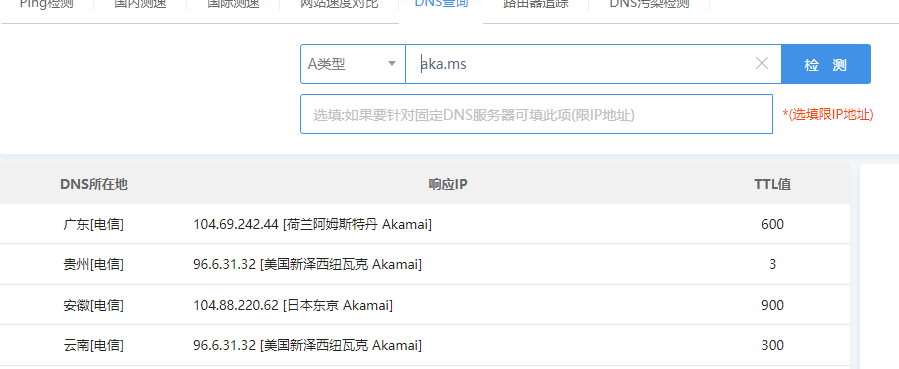 Ping检测 国内测速 国际测速 网站速度对比 DNS查询 路由器追踪 DNS污染检测
A类型 aka.ms 检 测
选填:如果要针对固定DNS服务器可填此项(限IP地址) *(选填限IP地址)
DNS所在地 响应IP TTL值
广东[电信] 104.69.242.44 [荷兰阿姆斯特丹 Akamai] 600
贵州[电信] 96.6.31.32 [美国新泽西纽瓦克 Akamai] 3
安徽[电信] 104.88.220.62 [日本东京 Akamai] 900
云南[电信] 96.6.31.32 [美国新泽西纽瓦克 Akamai] 300